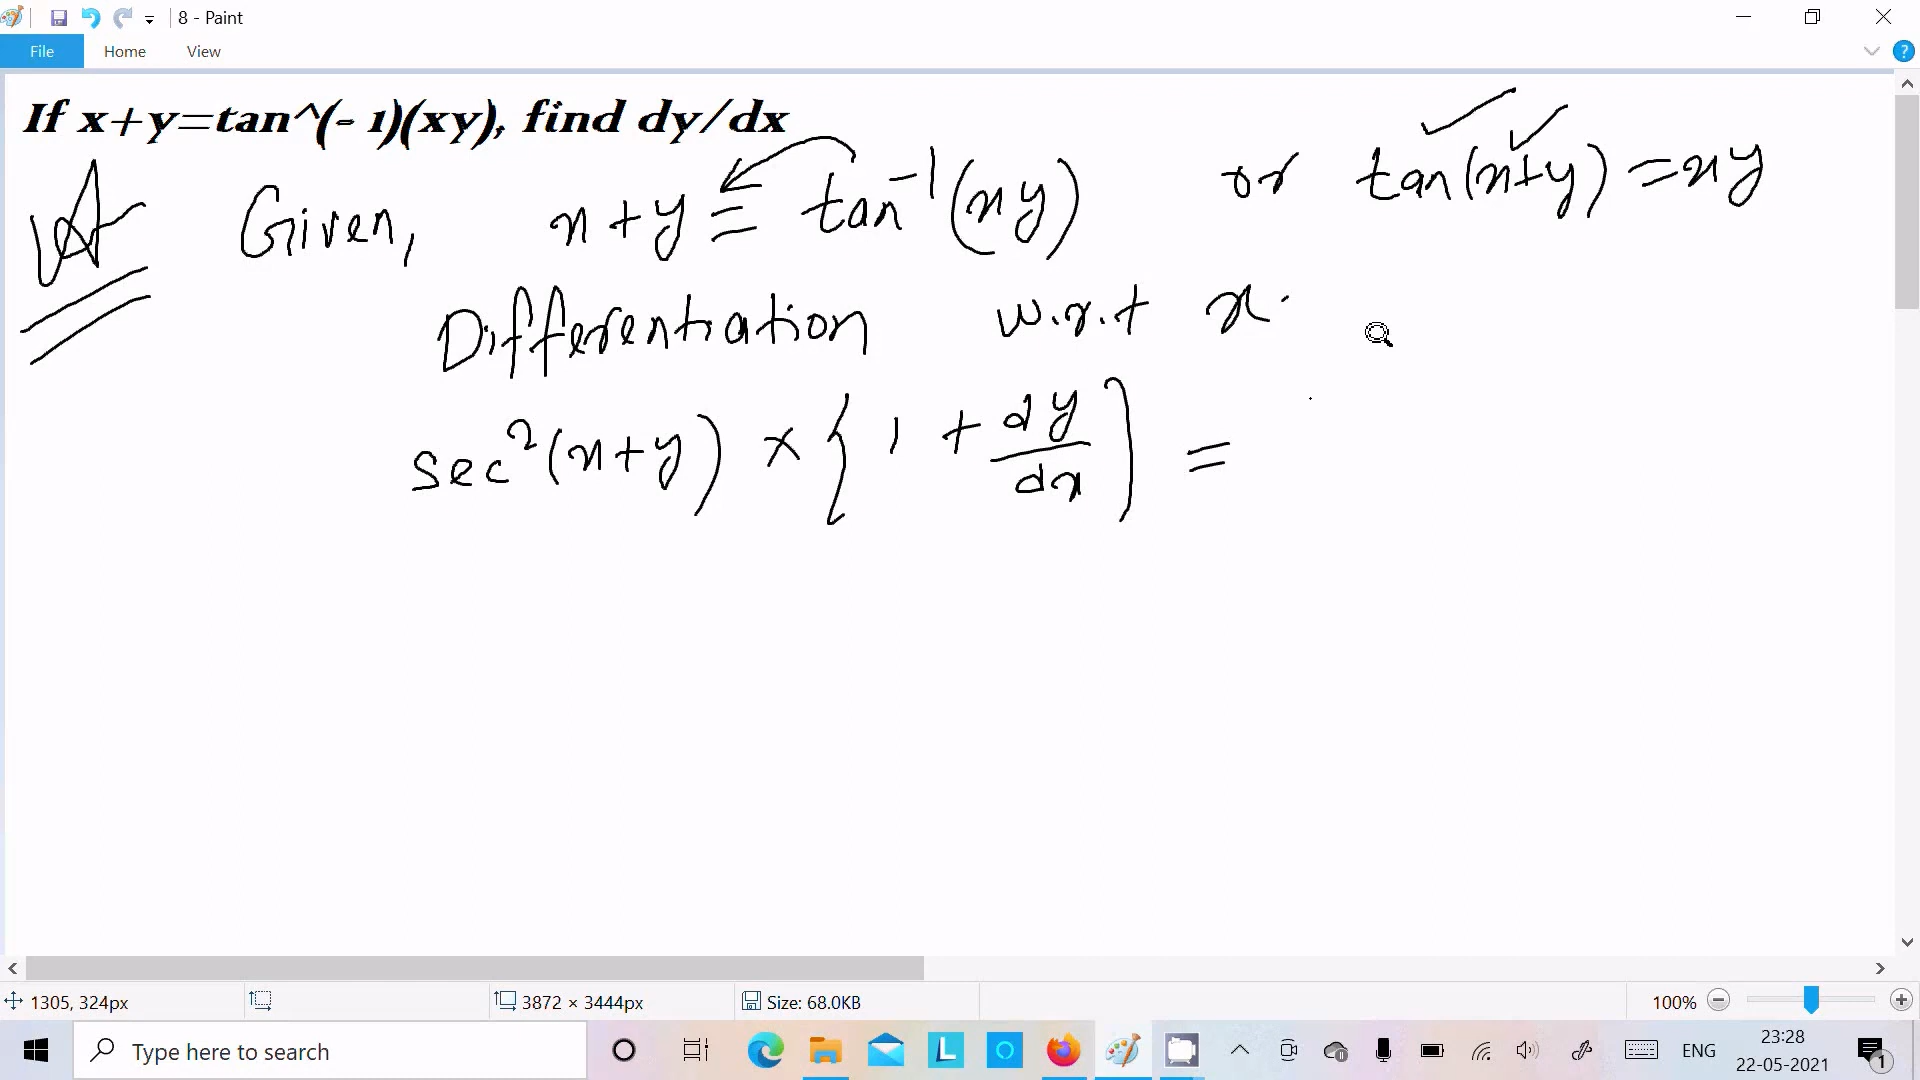 8 - Paint
File Home View
If x+y=tan^(- 1)(xy), find dy/dx
Given, x+y = tan⁻¹(xy) or tan(x+y) = xy
Differentiation w.r.t x.
sec²(x+y) × { 1 + dy/dx } =
1305, 324px 3872 × 3444px Size: 68.0KB 100%
Type here to search ENG 23:28
22-05-2021 1